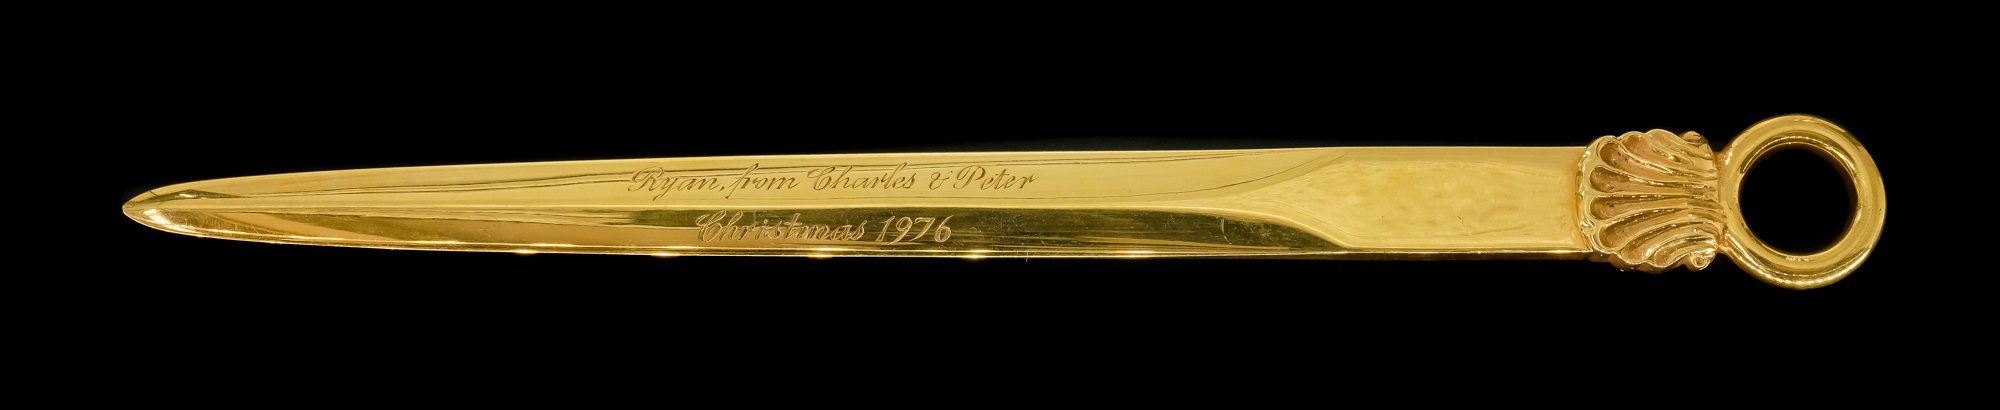 Ryan, from Charles & Peter
Christmas 1976